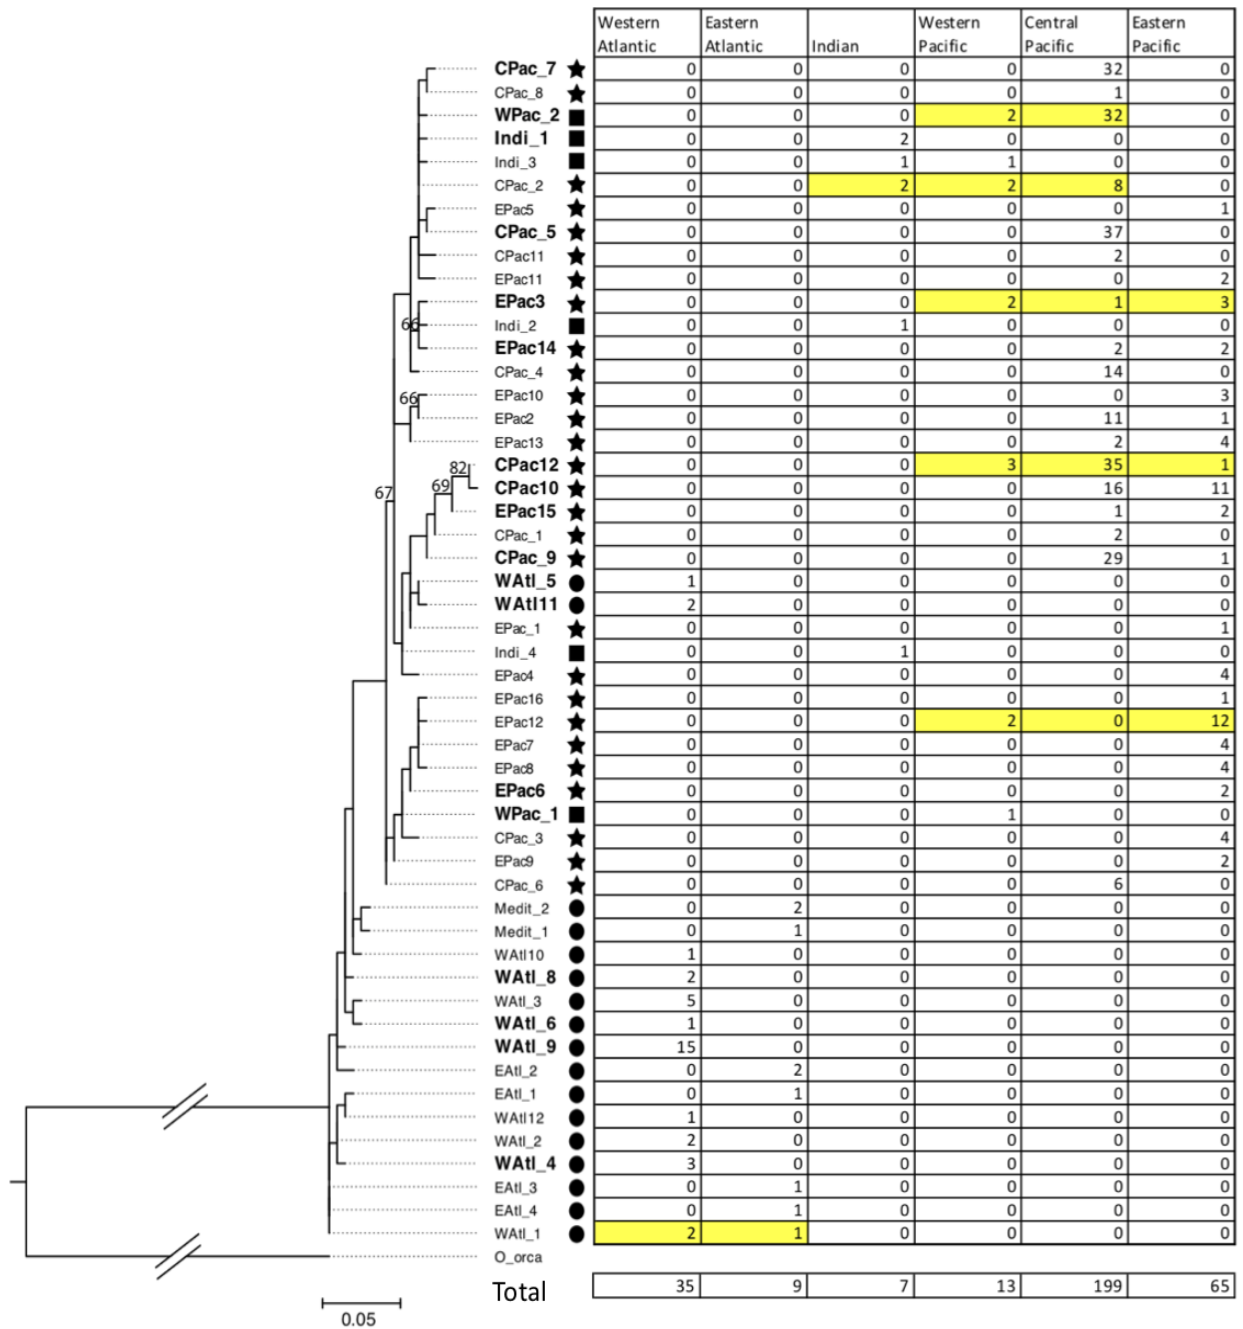 Western Atlantic Eastern Atlantic Indian Western Pacific Central Pacific Eastern Pacific
CPac_7 0 0 0 0 32 0
CPac_8 0 0 0 0 1 0
WPac_2 0 0 0 2 32 0
Indi_1 0 0 2 0 0 0
Indi_3 0 0 1 1 0 0
CPac_2 0 0 2 2 8 0
EPac5 0 0 0 0 0 1
CPac_5 0 0 0 0 37 0
CPac11 0 0 0 0 2 0
EPac11 0 0 0 0 0 2
EPac3 0 0 0 2 1 3
66 Indi_2 0 0 1 0 0 0
EPac14 0 0 0 0 2 2
CPac_4 0 0 0 0 14 0
66 EPac10 0 0 0 0 0 3
EPac2 0 0 0 0 11 1
EPac13 0 0 0 0 2 4
82 CPac12 0 0 0 3 35 1
67 69 CPac10 0 0 0 0 16 11
EPac15 0 0 0 0 1 2
CPac_1 0 0 0 0 2 0
CPac_9 0 0 0 0 29 1
WAtl_5 1 0 0 0 0 0
WAtl11 2 0 0 0 0 0
EPac_1 0 0 0 0 0 1
Indi_4 0 0 1 0 0 0
EPac4 0 0 0 0 0 4
EPac16 0 0 0 0 0 1
EPac12 0 0 0 2 0 12
EPac7 0 0 0 0 0 4
EPac8 0 0 0 0 0 4
EPac6 0 0 0 0 0 2
WPac_1 0 0 0 1 0 0
CPac_3 0 0 0 0 0 4
EPac9 0 0 0 0 0 2
CPac_6 0 0 0 0 6 0
Medit_2 0 2 0 0 0 0
Medit_1 0 1 0 0 0 0
WAtl10 1 0 0 0 0 0
WAtl_8 2 0 0 0 0 0
WAtl_3 5 0 0 0 0 0
WAtl_6 1 0 0 0 0 0
WAtl_9 15 0 0 0 0 0
EAtl_2 0 2 0 0 0 0
EAtl_1 0 1 0 0 0 0
WAtl12 1 0 0 0 0 0
WAtl_2 2 0 0 0 0 0
WAtl_4 3 0 0 0 0 0
EAtl_3 0 1 0 0 0 0
EAtl_4 0 1 0 0 0 0
WAtl_1 2 1 0 0 0 0
O_orca
Total 35 9 7 13 199 65
0.05